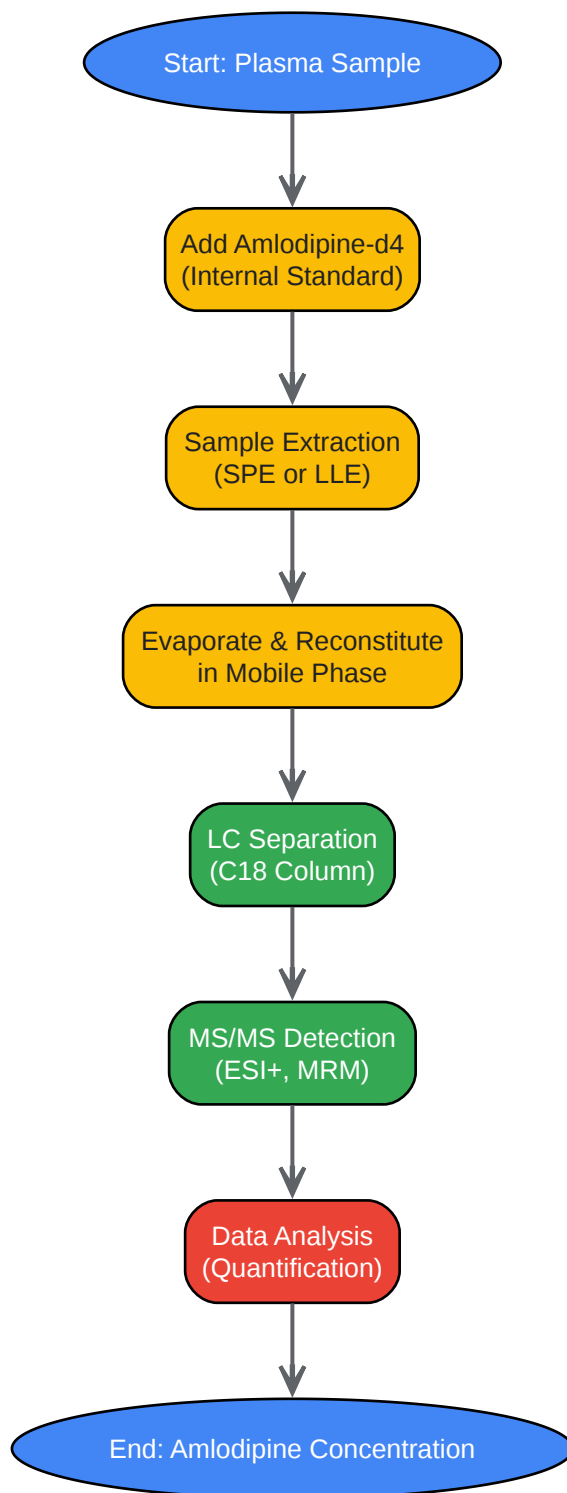 Start: Plasma Sample
Add Amlodipine-d4
(Internal Standard)
Sample Extraction
(SPE or LLE)
Evaporate & Reconstitute
in Mobile Phase
LC Separation
(C18 Column)
MS/MS Detection
(ESI+, MRM)
Data Analysis
(Quantification)
End: Amlodipine Concentration